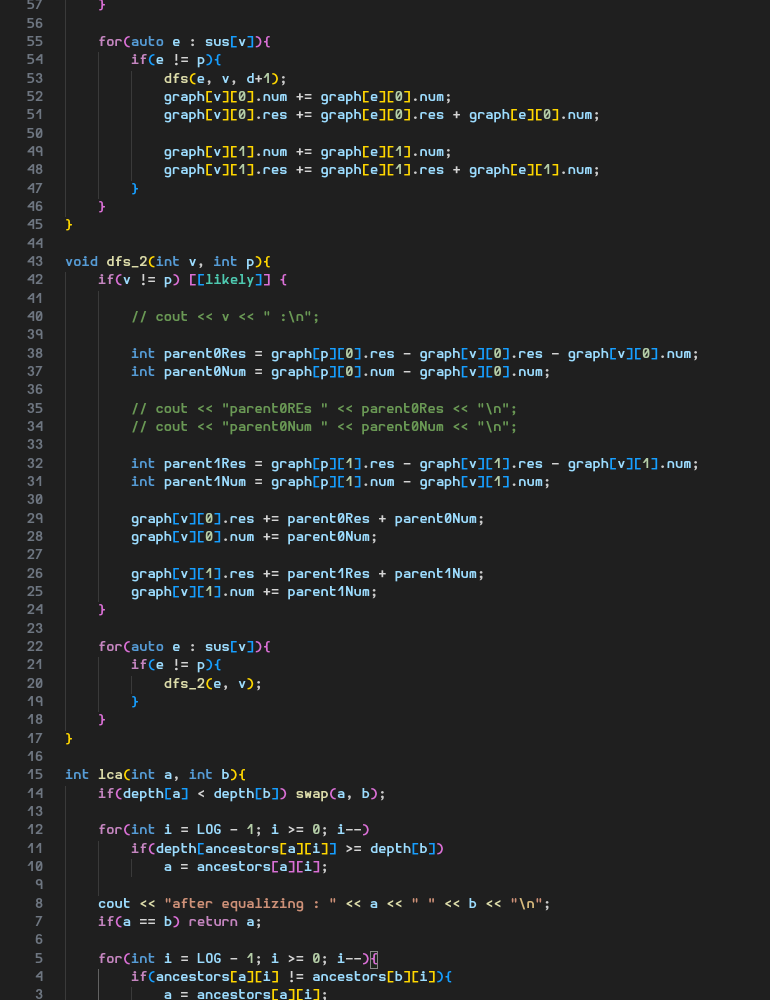 57 }
56
55 for(auto e : sus[v]){
54 if(e != p){
53 dfs(e, v, d+1);
52 graph[v][0].num += graph[e][0].num;
51 graph[v][0].res += graph[e][0].res + graph[e][0].num;
50
49 graph[v][1].num += graph[e][1].num;
48 graph[v][1].res += graph[e][1].res + graph[e][1].num;
47 }
46 }
45 }
44
43 void dfs_2(int v, int p){
42 if(v != p) [[likely]] {
41
40 // cout << v << " :\n";
39
38 int parent0Res = graph[p][0].res - graph[v][0].res - graph[v][0].num;
37 int parent0Num = graph[p][0].num - graph[v][0].num;
36
35 // cout << "parent0REs " << parent0Res << "\n";
34 // cout << "parent0Num " << parent0Num << "\n";
33
32 int parent1Res = graph[p][1].res - graph[v][1].res - graph[v][1].num;
31 int parent1Num = graph[p][1].num - graph[v][1].num;
30
29 graph[v][0].res += parent0Res + parent0Num;
28 graph[v][0].num += parent0Num;
27
26 graph[v][1].res += parent1Res + parent1Num;
25 graph[v][1].num += parent1Num;
24 }
23
22 for(auto e : sus[v]){
21 if(e != p){
20 dfs_2(e, v);
19 }
18 }
17 }
16
15 int lca(int a, int b){
14 if(depth[a] < depth[b]) swap(a, b);
13
12 for(int i = LOG - 1; i >= 0; i--)
11 if(depth[ancestors[a][i]] >= depth[b])
10 a = ancestors[a][i];
9
8 cout << "after equalizing : " << a << " " << b << "\n";
7 if(a == b) return a;
6
5 for(int i = LOG - 1; i >= 0; i--){
4 if(ancestors[a][i] != ancestors[b][i]){
3 a = ancestors[a][i];